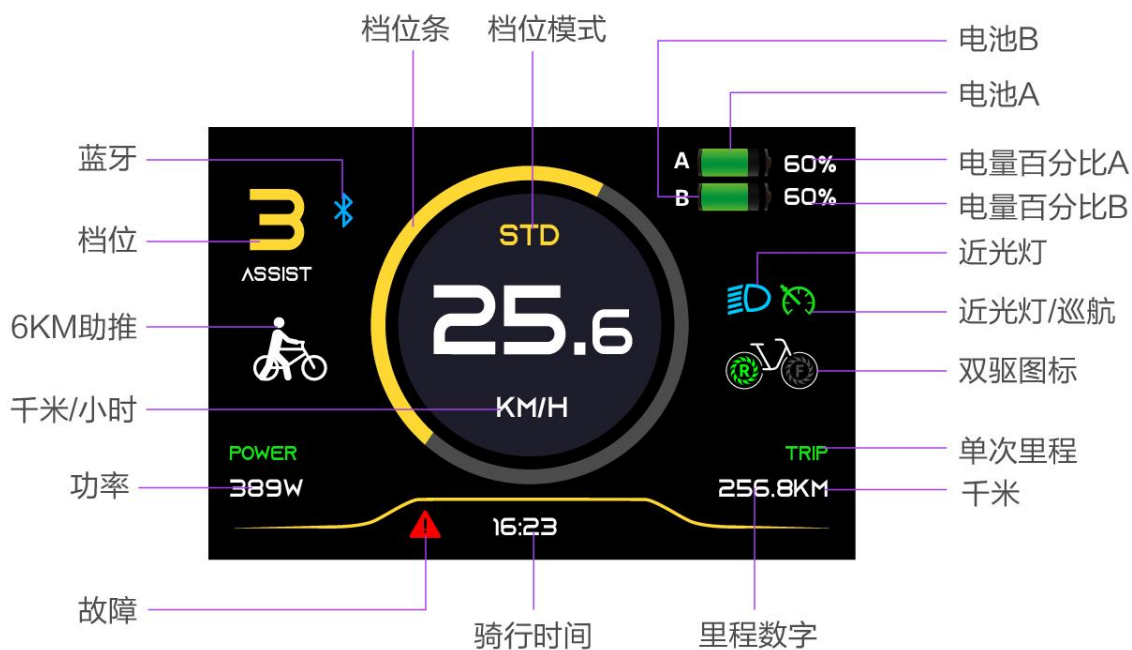 档位条
档位模式
电池B
电池A
蓝牙
A
60%
电量百分比A
B
60%
电量百分比B
3
STD
档位
ASSIST
近光灯
25.6
6KM助推
近光灯/巡航
R
F
双驱图标
千米/小时
KM/H
POWER
TRIP
单次里程
功率
389W
256.8KM
千米
16:23
故障
骑行时间
里程数字